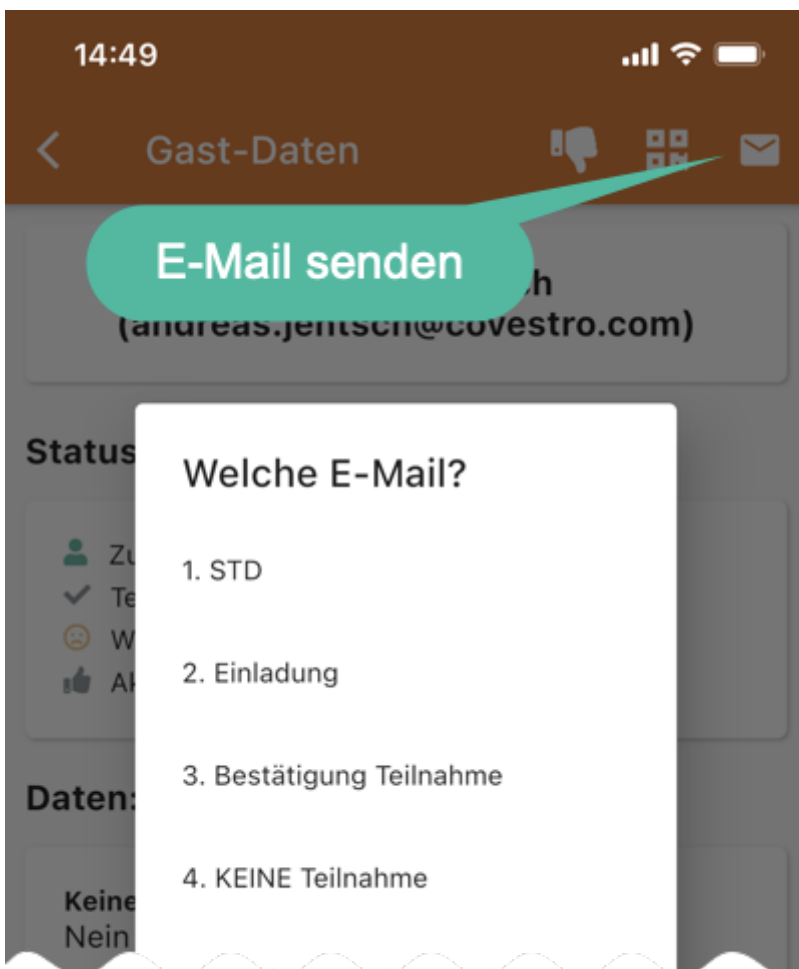 14:49
Gast-Daten
E-Mail senden
(andreas.jentsch@covestro.com)
Status
Welche E-Mail?
1. STD
2. Einladung
3. Bestätigung Teilnahme
4. KEINE Teilnahme
Daten:
Keine
Nein